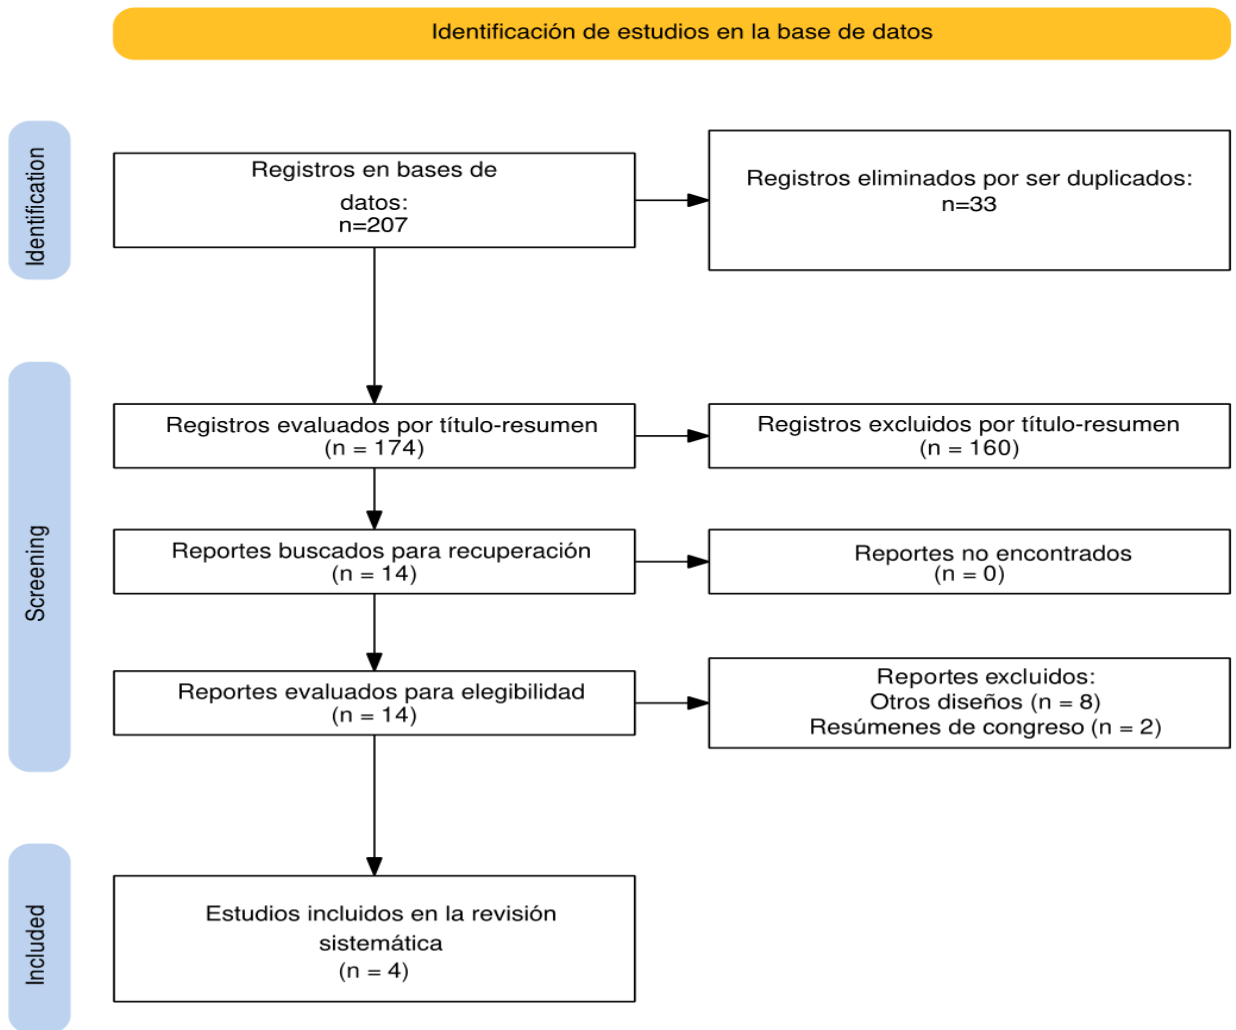 Identificación de estudios en la base de datos
Identification
Registros en bases de
datos:
n=207
Registros eliminados por ser duplicados:
n=33
Screening
Registros evaluados por título-resumen
(n = 174)
Registros excluidos por título-resumen
(n = 160)
Reportes buscados para recuperación
(n = 14)
Reportes no encontrados
(n = 0)
Reportes evaluados para elegibilidad
(n = 14)
Reportes excluidos:
Otros diseños (n = 8)
Resúmenes de congreso (n = 2)
Included
Estudios incluidos en la revisión
sistemática
(n = 4)